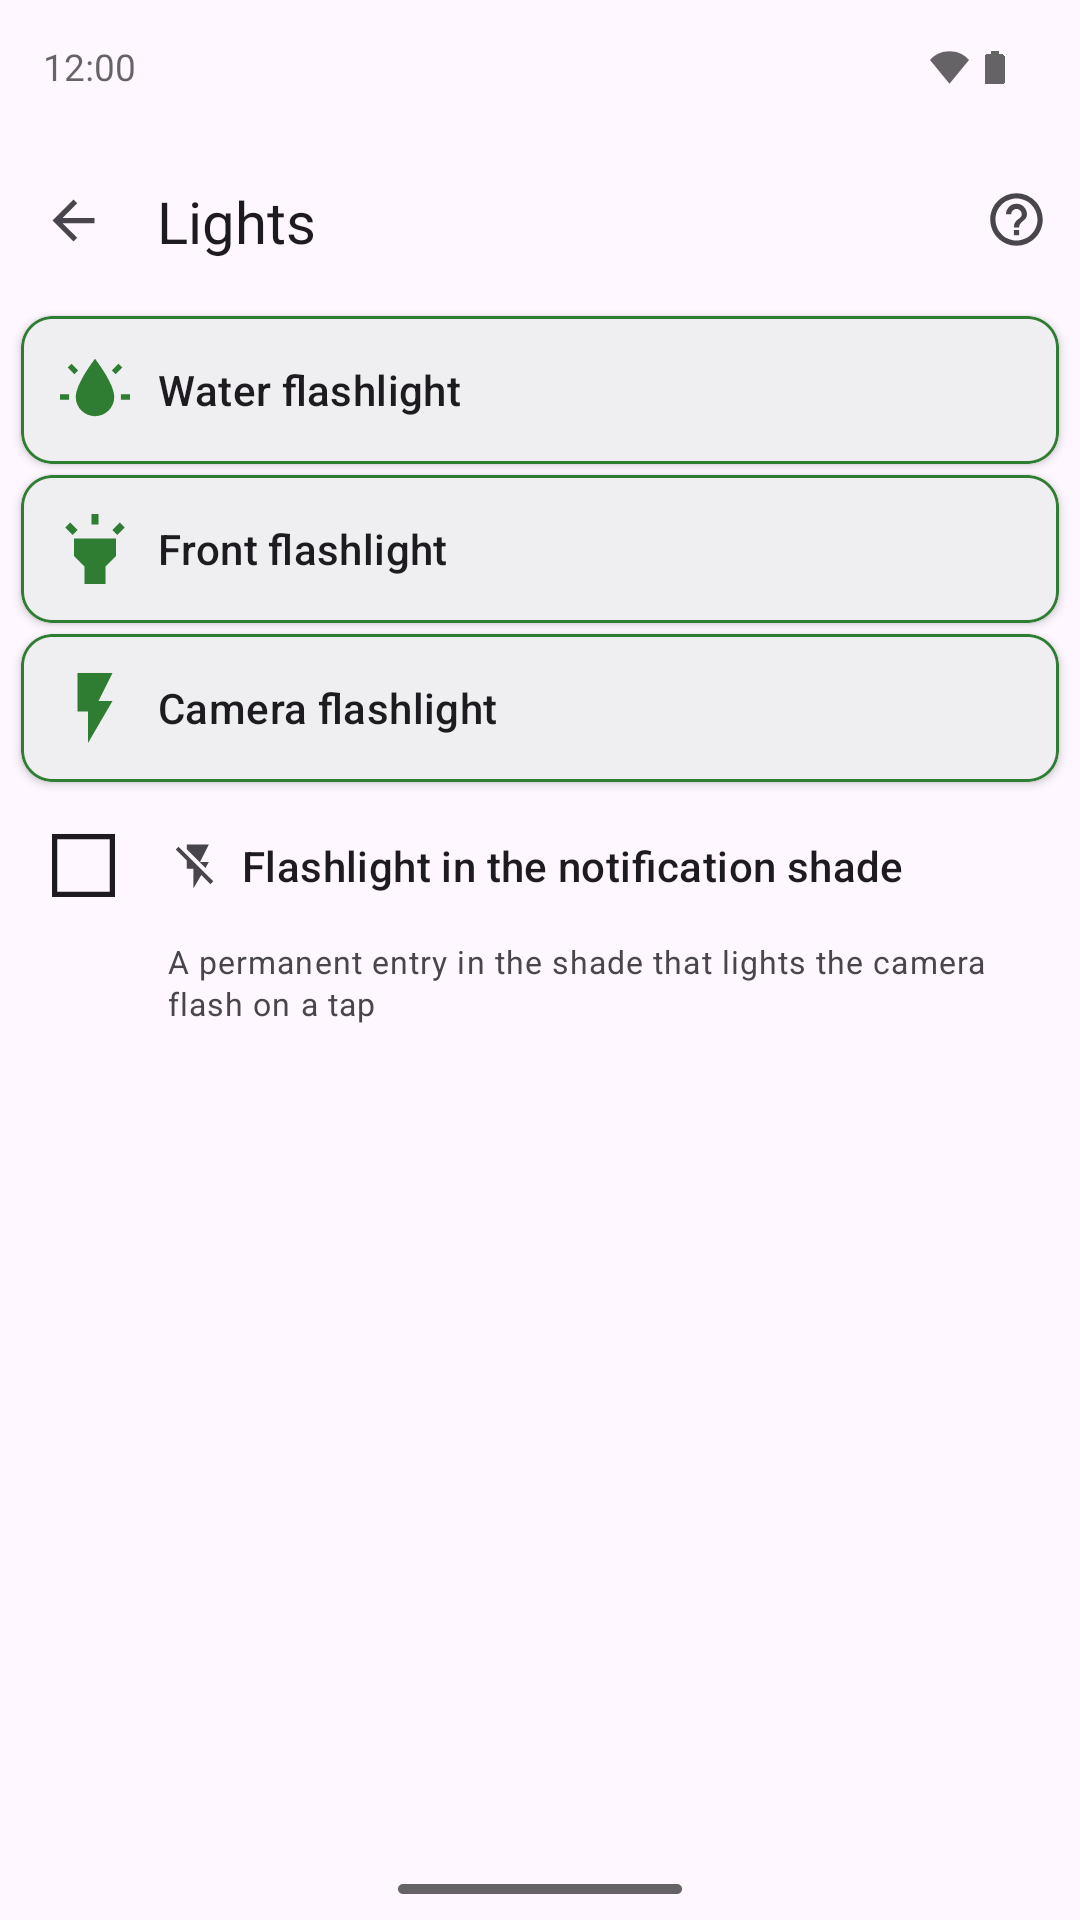 12:00
Lights
Water flashlight
Front flashlight
Camera flashlight
Flashlight in the notification shade
A permanent entry in the shade that lights the camera
flash on a tap